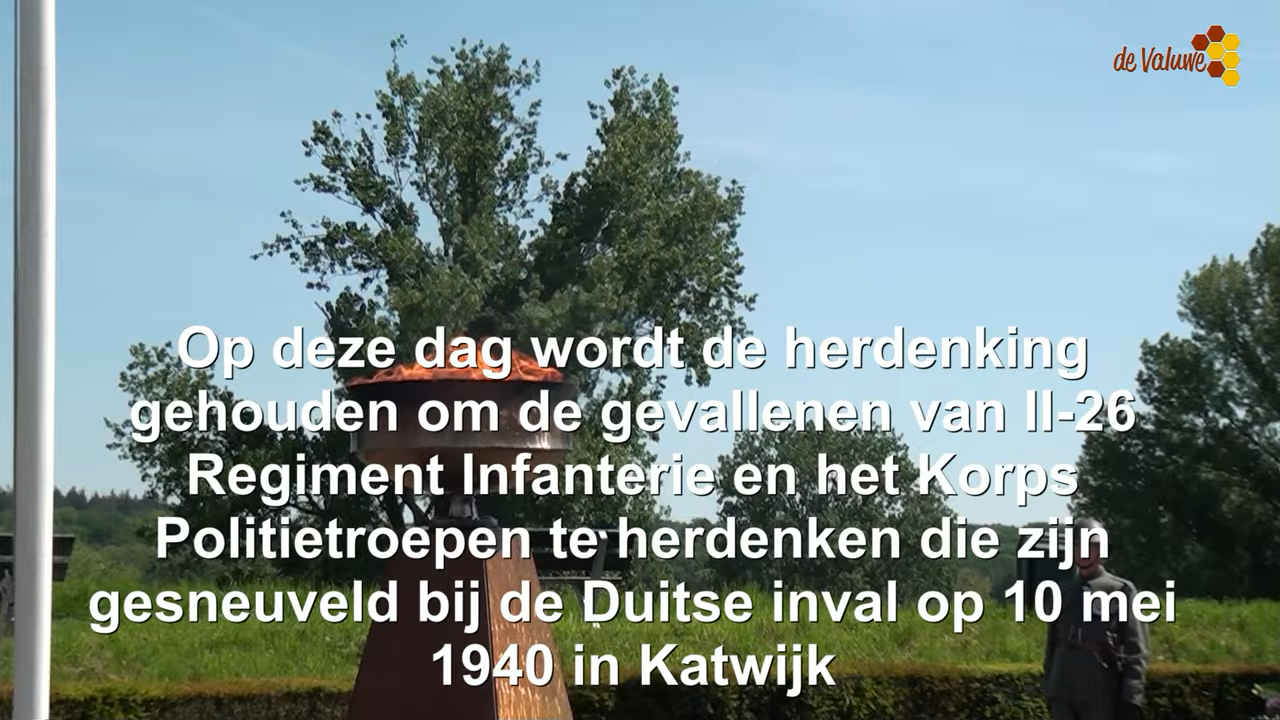 de Valuwe
Op deze dag wordt de herdenking
gehouden om de gevallenen van II-26
Regiment Infanterie en het Korps
Politietroepen te herdenken die zijn
gesneuveld bij de Duitse inval op 10 mei
1940 in Katwijk